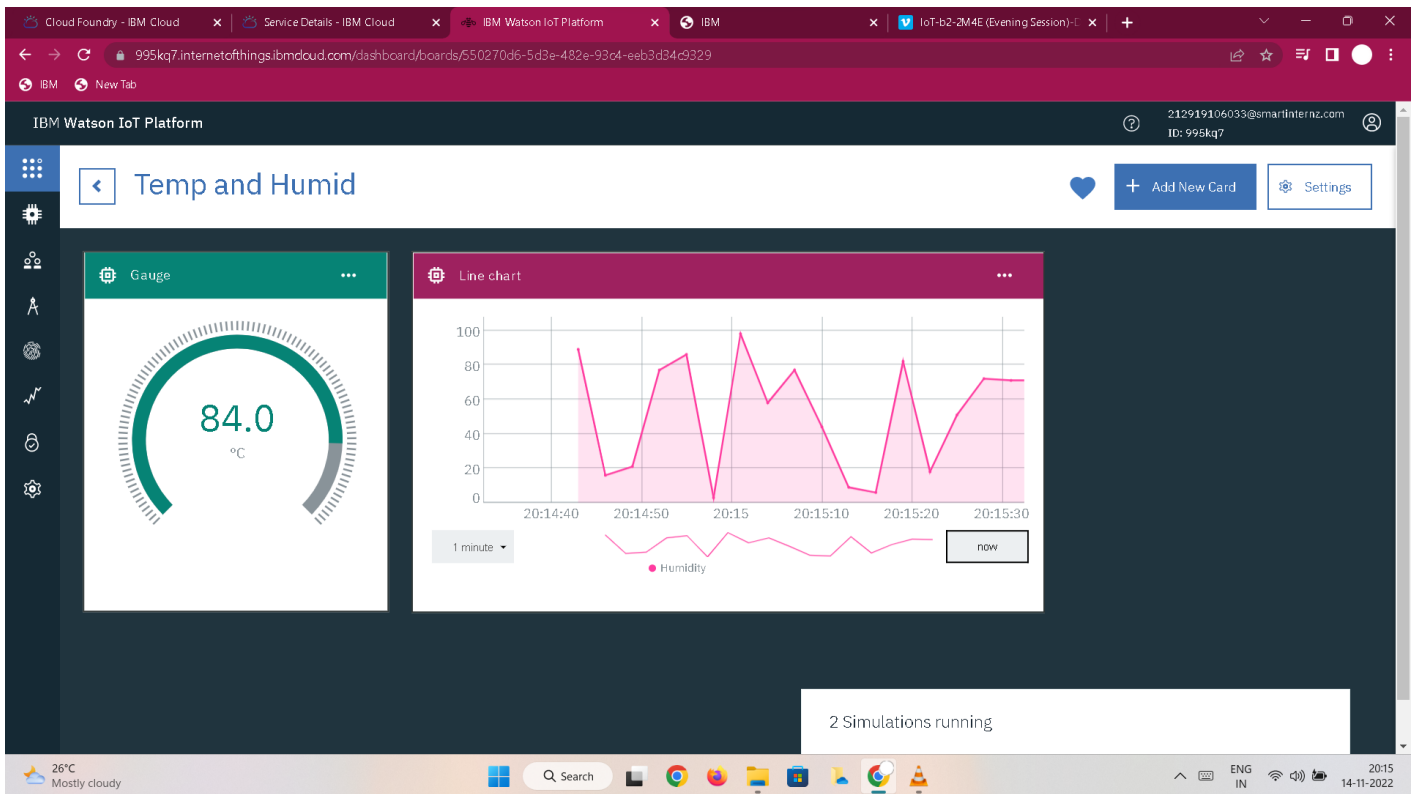 Cloud Foundry - IBM Cloud
Service Details - IBM Cloud
IBM Watson IoT Platform
IBM
IoT-b2-2M4E (Evening Session)-D
995kq7.internetofthings.ibmcloud.com/dashboard/boards/550270d6-5d3e-482e-93c4-eeb3d34c9329
IBM
New Tab
IBM Watson IoT Platform
212919106033@smartinternz.com
ID: 995kq7
Temp and Humid
+ Add New Card
Settings
Gauge
Line chart
84.0
°C
100
80
60
40
20
0
20:14:40 20:14:50 20:15 20:15:10 20:15:20 20:15:30
1 minute
now
Humidity
2 Simulations running
26°C
Mostly cloudy
Search
ENG
IN
20:15
14-11-2022